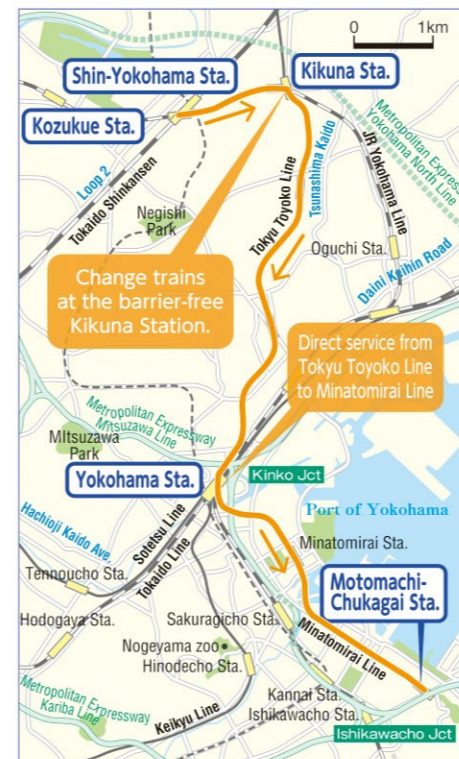 0 1km
Shin-Yokohama Sta.
Kikuna Sta.
Kozukue Sta.
Metropolitan Express
Yokohama North Line
Loop 2
Tokaido Shinkansen
Negishi
Park
Tokyu Toyoko Line
Tsunashima Kaido
JR Yokohama Line
Oguchi Sta.
Daini Keihin Road
Change trains
at the barrier-free
Kikuna Station.
Direct service from
Tokyu Toyoko Line
to Minatomirai Line
Metropolitan Expressway
Mitsuzawa Line
Mitsuzawa
Park
Yokohama Sta.
Kinko Jct
Port of Yokohama
Hachioji Kaido Ave.
Sotetsu Line
Tokaido Line
Minatomirai Sta.
Tennoucho Sta.
Motomachi-
Chukagai Sta.
Hodogaya Sta.
Sakuragicho Sta.
Minatomirai Line
Nogeyama zoo
Hinodecho Sta.
Metropolitan Expressway
Kariba Line
Keikyu Line
Kannai Sta.
Ishikawacho Sta.
Ishikawacho Jct